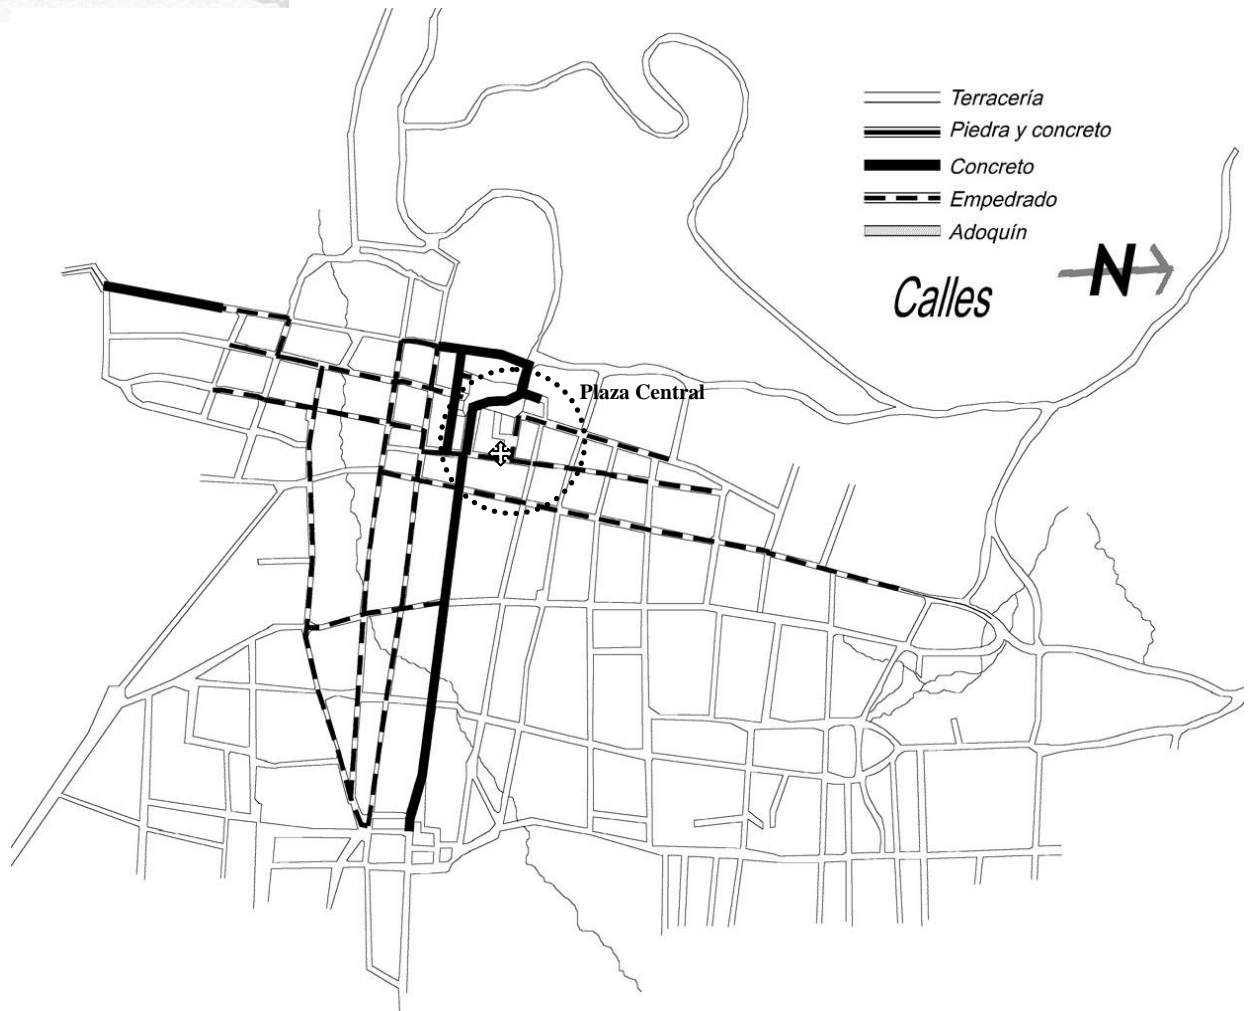 Terracería
Piedra y concreto
Concreto
Empedrado
Adoquín
N
Calles
Plaza Central